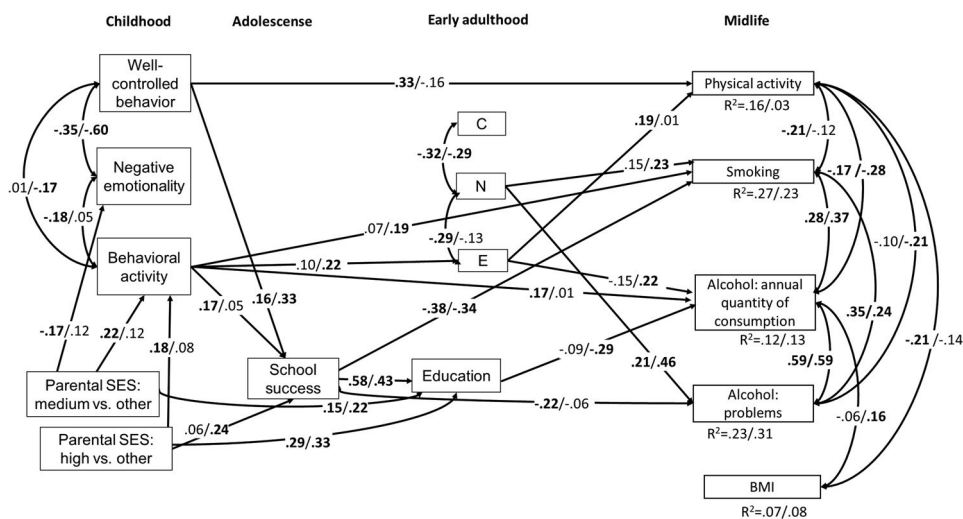 Childhood
Adolescense
Early adulthood
Midlife
Well-
controlled
behavior
.33/-.16
Physical activity
R²=.16/.03
C
.19/.01
-.35/-.60
-.21/-.12
-.32/-.29
Negative
emotionality
.15/.23
Smoking
-.17 /-.28
R²=.27/.23
.01/-.17
N
-.18/.05
.07/.19
.28/.37
-.29/-.13
-.10/-.21
Behavioral
activity
.10/.22
E
-.15/.22
Alcohol: annual
quantity of
consumption
.17/.01
.16/.33
.17/.05
-.38/-.34
.35/.24
-.17/.12
.22/.12
R²=.12/.13
-.21/-.14
.18/.08
-.09/-.29
.21/.46
.59/.59
School
success
.58/.43
Education
Parental SES:
medium vs. other
.15/.22
-.22/-.06
Alcohol:
problems
-.06/.16
.06/.24
R²=.23/.31
Parental SES:
high vs. other
.29/.33
BMI
R²=.07/.08